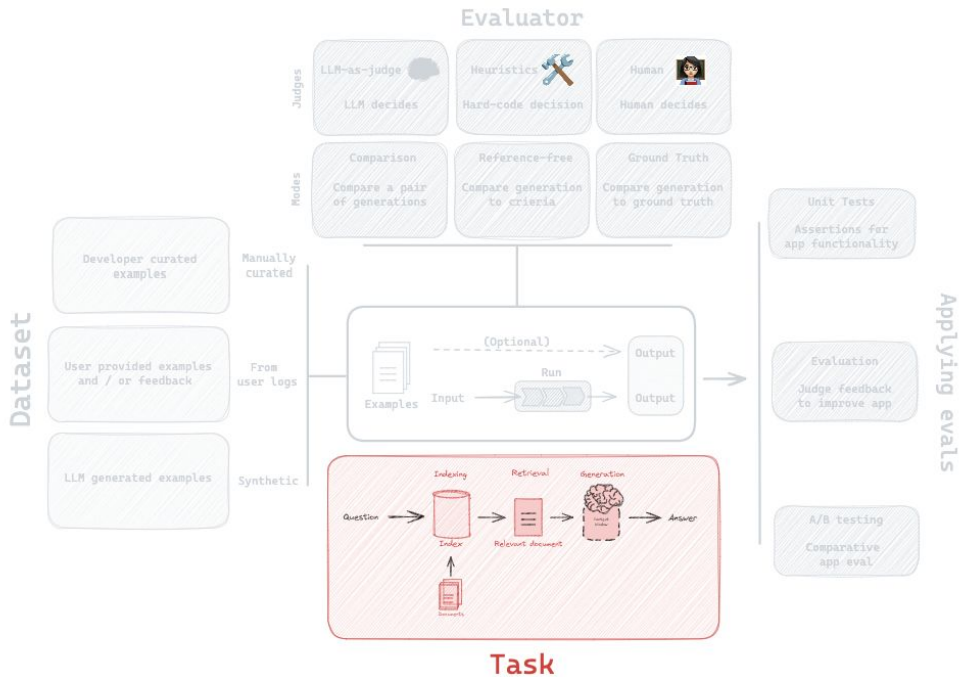 Evaluator
Judges
LLM-as-judge
LLM decides
Heuristics
Hard-code decision
Human
Human decides
Modes
Comparison
Compare a pair
of generations
Reference-free
Compare generation
to crieria
Ground Truth
Compare generation
to ground truth
Dataset
Developer curated
examples
Manually
curated
User provided examples
and / or feedback
From
user logs
LLM generated examples
Synthetic
Examples
(Optional)
Input
Run
Output
Output
Applying evals
Unit Tests
Assertions for
app functionality
Evaluation
Judge feedback
to improve app
A/B testing
Comparative
app eval
Indexing
Retrieval
Generation
Question
Index
Relevant document
Answer
Documents
Task